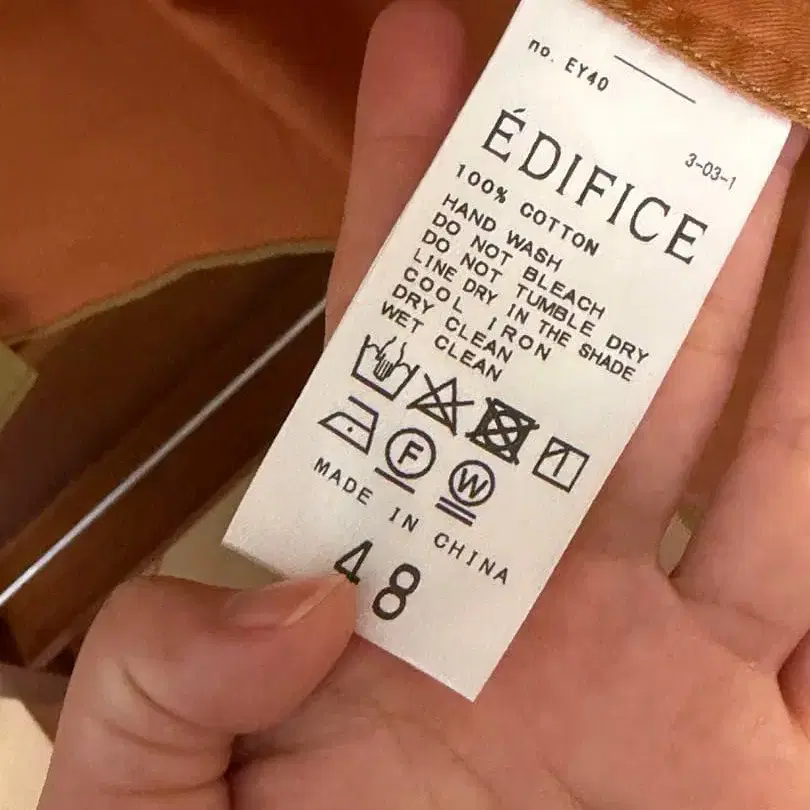 no. EY40
3-03-1
ÉDIFICE
100% COTTON
HAND WASH
DO NOT BLEACH
DO NOT TUMBLE DRY
LINE DRY IN THE SHADE
COOL IRON
DRY CLEAN
WET CLEAN
F
W
MADE IN CHINA
48